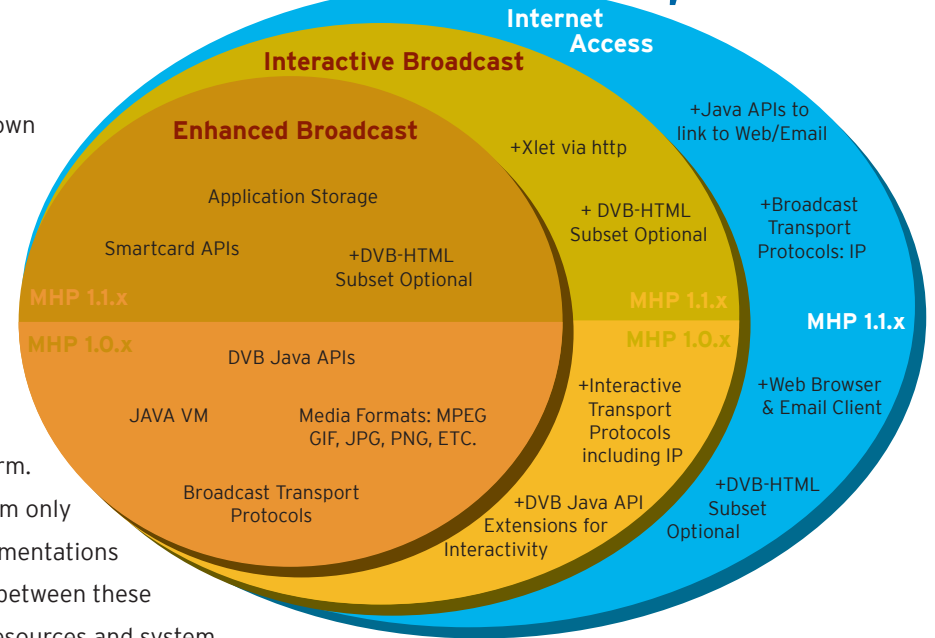 Internet
Access
Interactive Broadcast
Enhanced Broadcast
+Java APIs to
link to Web/Email
+Xlet via http
Application Storage
+Broadcast
Transport
Protocols: IP
+ DVB-HTML
Subset Optional
Smartcard APIs
+DVB-HTML
Subset Optional
MHP 1.1.x
MHP 1.1.x
MHP 1.1.x
MHP 1.0.x
MHP 1.0.x
DVB Java APIs
JAVA VM
Media Formats: MPEG
GIF, JPG, PNG, ETC.
+Interactive
Transport
Protocols
including IP
+Web Browser
& Email Client
Broadcast Transport
Protocols
+DVB Java API
Extensions for
Interactivity
+DVB-HTML
Subset
Optional
own
rm.
m only
mentations
between these
esources and system